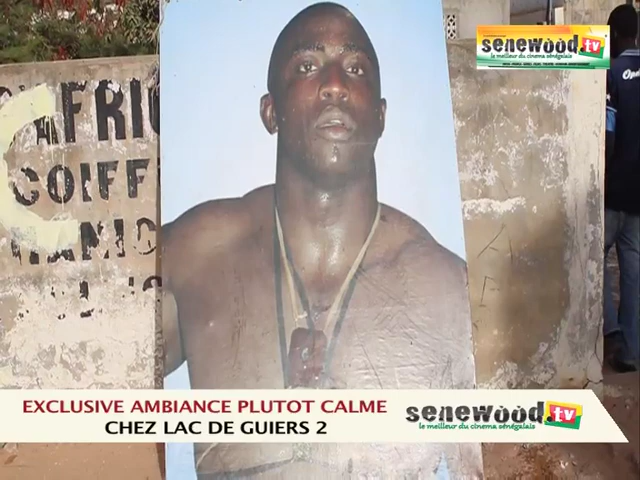 senewood.tv
le meilleur du cinema sénégalais
AFRIC
COIFF
EXCLUSIVE AMBIANCE PLUTOT CALME
CHEZ LAC DE GUIERS 2
senewood.tv
le meilleur du cinema sénégalais